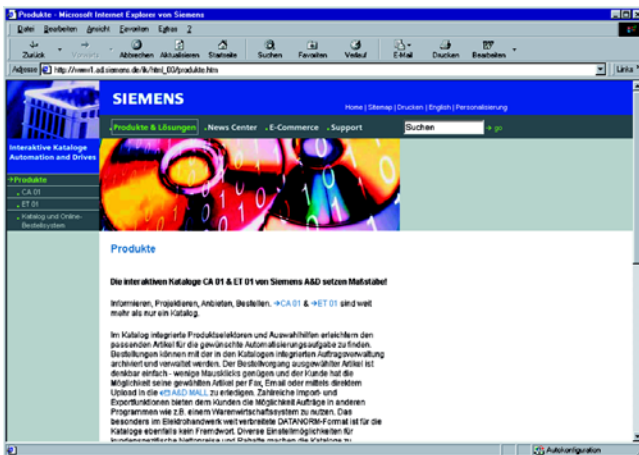 Produkte - Microsoft Internet Explorer von Siemens
Datei Bearbeiten Ansicht Favoriten Extras ?
Zurück Vorwärts Abbrechen Aktualisieren Startseite Suchen Favoriten Verlauf E-Mail Drucken Bearbeiten
Adresse http://www1.ad.siemens.de/ik/html_00/produkte.htm Links
SIEMENS
Home | Sitemap | Drucken | English | Personalisierung
Produkte & Lösungen News Center E-Commerce Support Suchen go
Interaktive Kataloge
Automation and Drives
Produkte
CA 01
ET 01
Katalog und Online-
Bestellsystem
Produkte
Die interaktiven Kataloge CA 01 & ET 01 von Siemens A&D setzen Maßstäbe!
Informieren, Projektieren, Anbieten, Bestellen. →CA 01 & →ET 01 sind weit
mehr als nur ein Katalog.
Im Katalog integrierte Produktselektoren und Auswahlhilfen erleichtern den
passenden Artikel für die gewünschte Automatisierungsaufgabe zu finden.
Bestellungen können mit der in den Katalogen integrierten Auftragsverwaltung
archiviert und verwaltet werden. Der Bestellvorgang ausgewählter Artikel ist
denkbar einfach - wenige Mausklicks genügen und der Kunde hat die
Möglichkeit seine gewählten Artikel per Fax, Email oder mittels direktem
Upload in die A&D MALL zu erledigen. Zahlreiche Import- und
Exportfunktionen bieten dem Kunden die Möglichkeit Aufträge in anderen
Programmen wie z.B. einem Warenwirtschaftssystem zu nutzen. Das
besonders im Elektrohandwerk weit verbreitete DATANORM-Format ist für die
Kataloge ebenfalls kein Fremdwort. Diverse Einstellmöglichkeiten für
kundenspezifische Nettopreise und Rabatte machen die Kataloge zu
Autokonfiguration